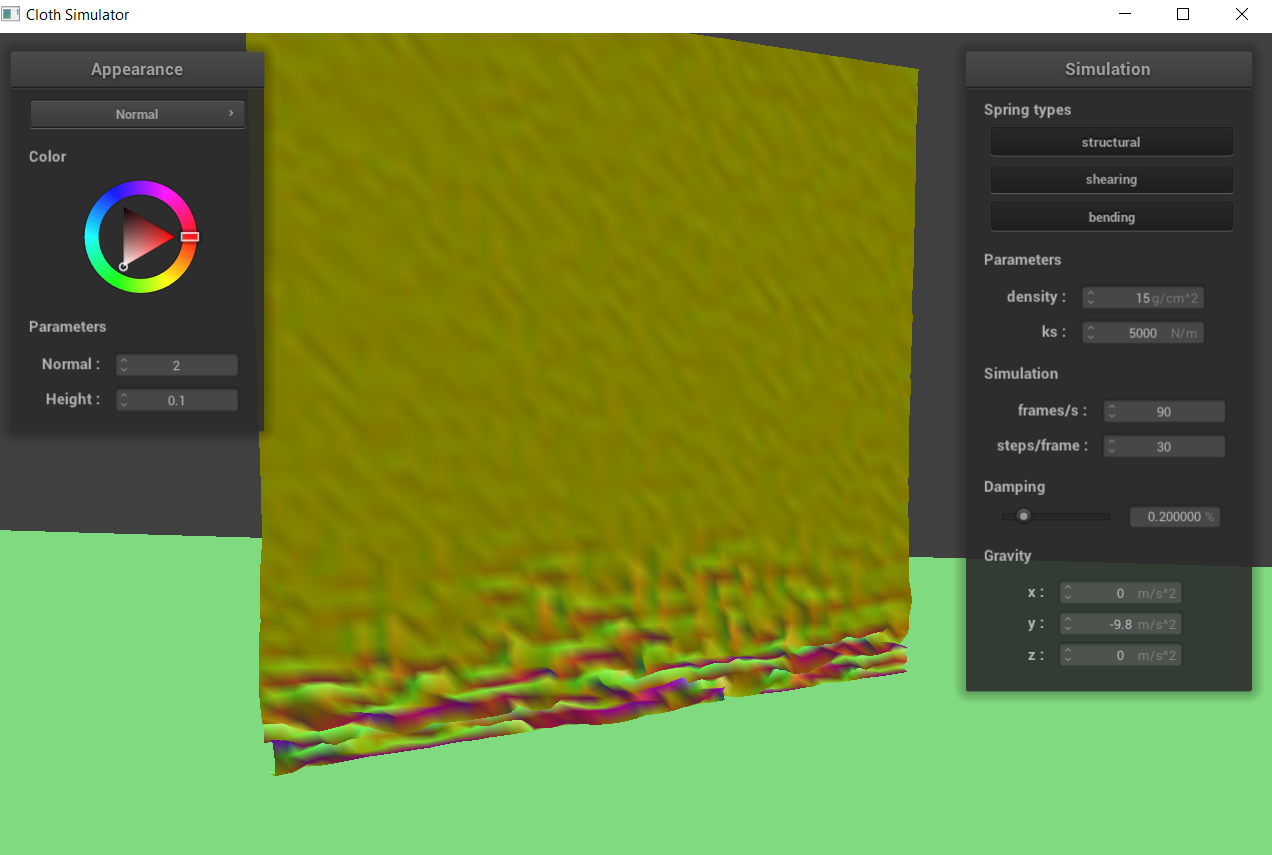 Cloth Simulator
Appearance
Normal
Color
Parameters
Normal : 2
Height : 0.1
Simulation
Spring types
structural
shearing
bending
Parameters
density : 15 g/cm^2
ks : 5000 N/m
Simulation
frames/s : 90
steps/frame : 30
Damping
0.200000 %
Gravity
x : 0 m/s^2
y : -9.8 m/s^2
z : 0 m/s^2